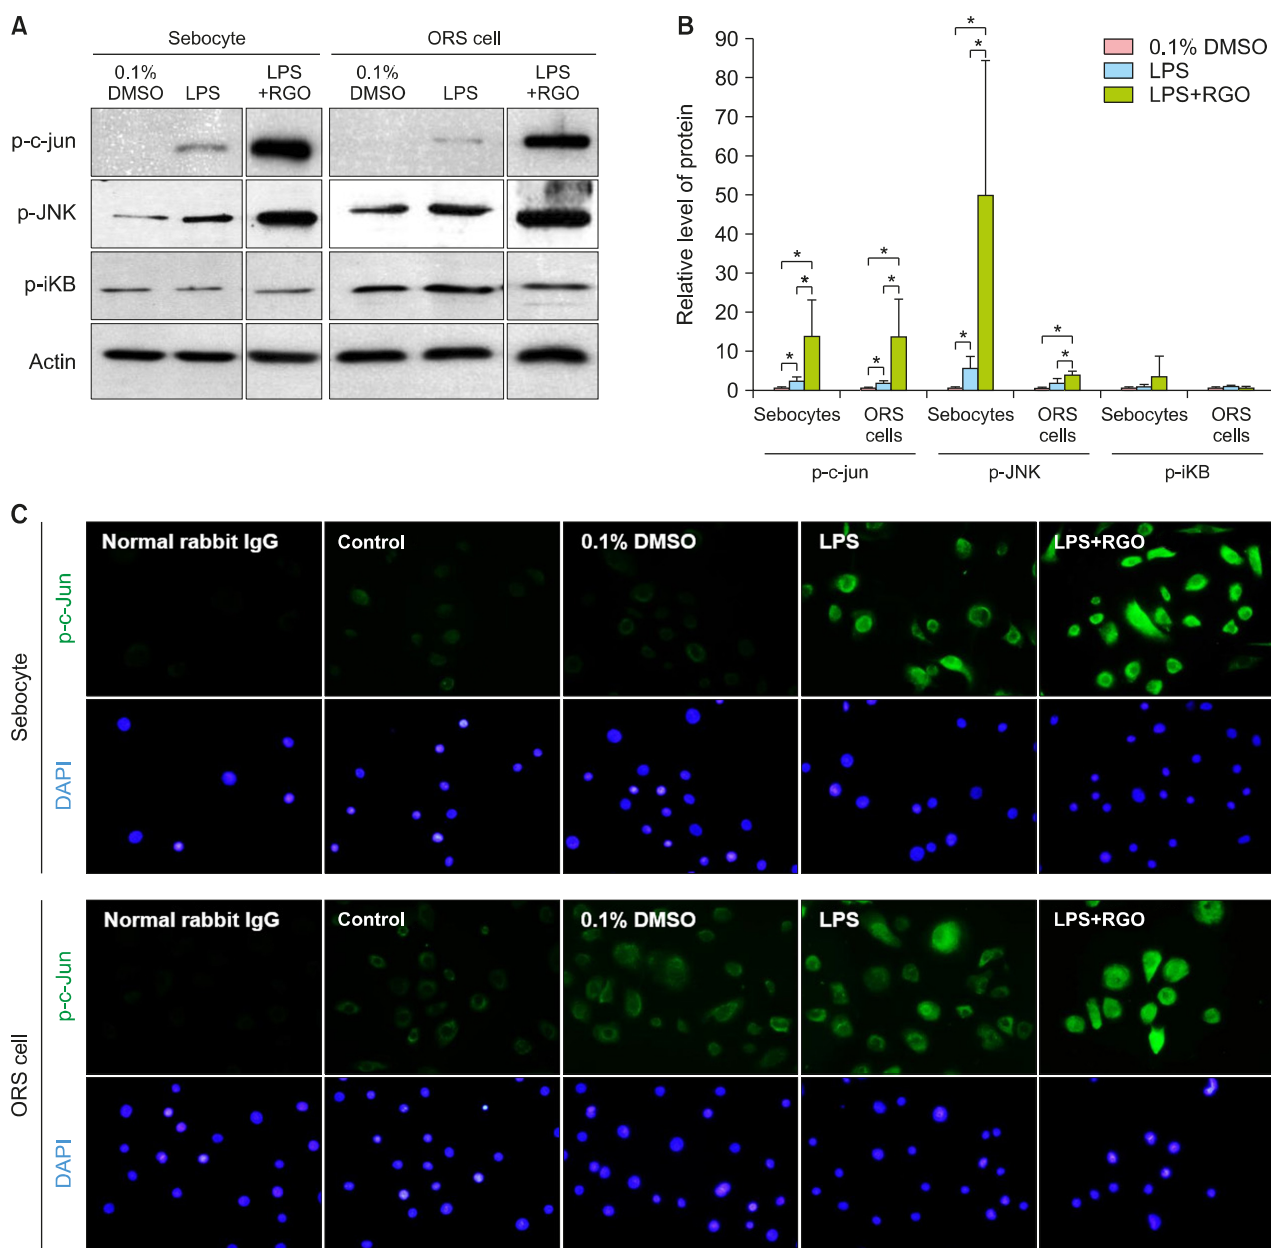 A
Sebocyte
ORS cell
0.1%
DMSO
LPS
LPS
+RGO
0.1%
DMSO
LPS
LPS
+RGO
p-c-jun
p-JNK
p-iKB
Actin
B
Relative level of protein
90
80
70
60
50
40
30
20
10
0
0.1% DMSO
LPS
LPS+RGO
* * * * * * * * * * *
Sebocytes
ORS
cells
Sebocytes
ORS
cells
Sebocytes
ORS
cells
p-c-jun
p-JNK
p-iKB
C
Sebocyte
p-c-Jun
Normal rabbit IgG
Control
0.1% DMSO
LPS
LPS+RGO
DAPI
ORS cell
p-c-Jun
Normal rabbit IgG
Control
0.1% DMSO
LPS
LPS+RGO
DAPI